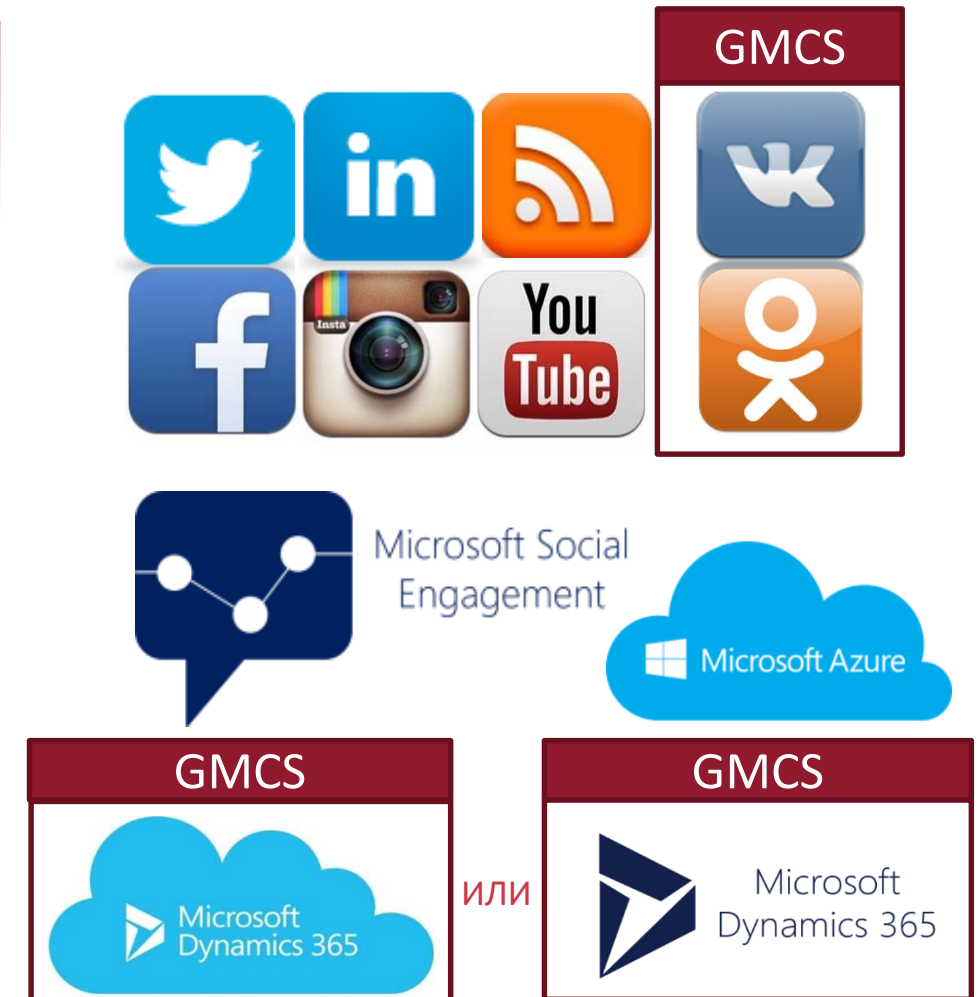 GMCS
in
VK
Insta
You
Tube
Microsoft Social
Engagement
Microsoft Azure
GMCS
GMCS
Microsoft
Dynamics 365
или
Microsoft
Dynamics 365